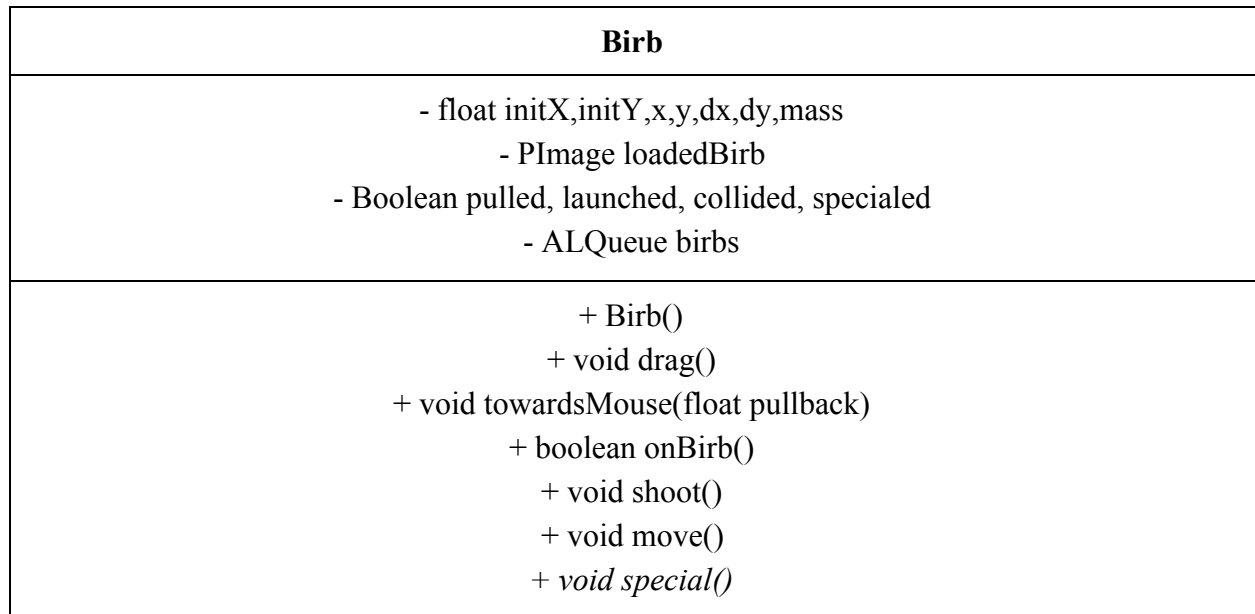 Birb
- float initX,initY,x,y,dx,dy,mass
- PImage loadedBirb
- Boolean pulled, launched, collided, specialed
- ALQueue birbs
+ Birb()
+ void drag()
+ void towardsMouse(float pullback)
+ boolean onBirb()
+ void shoot()
+ void move()
+ void special()